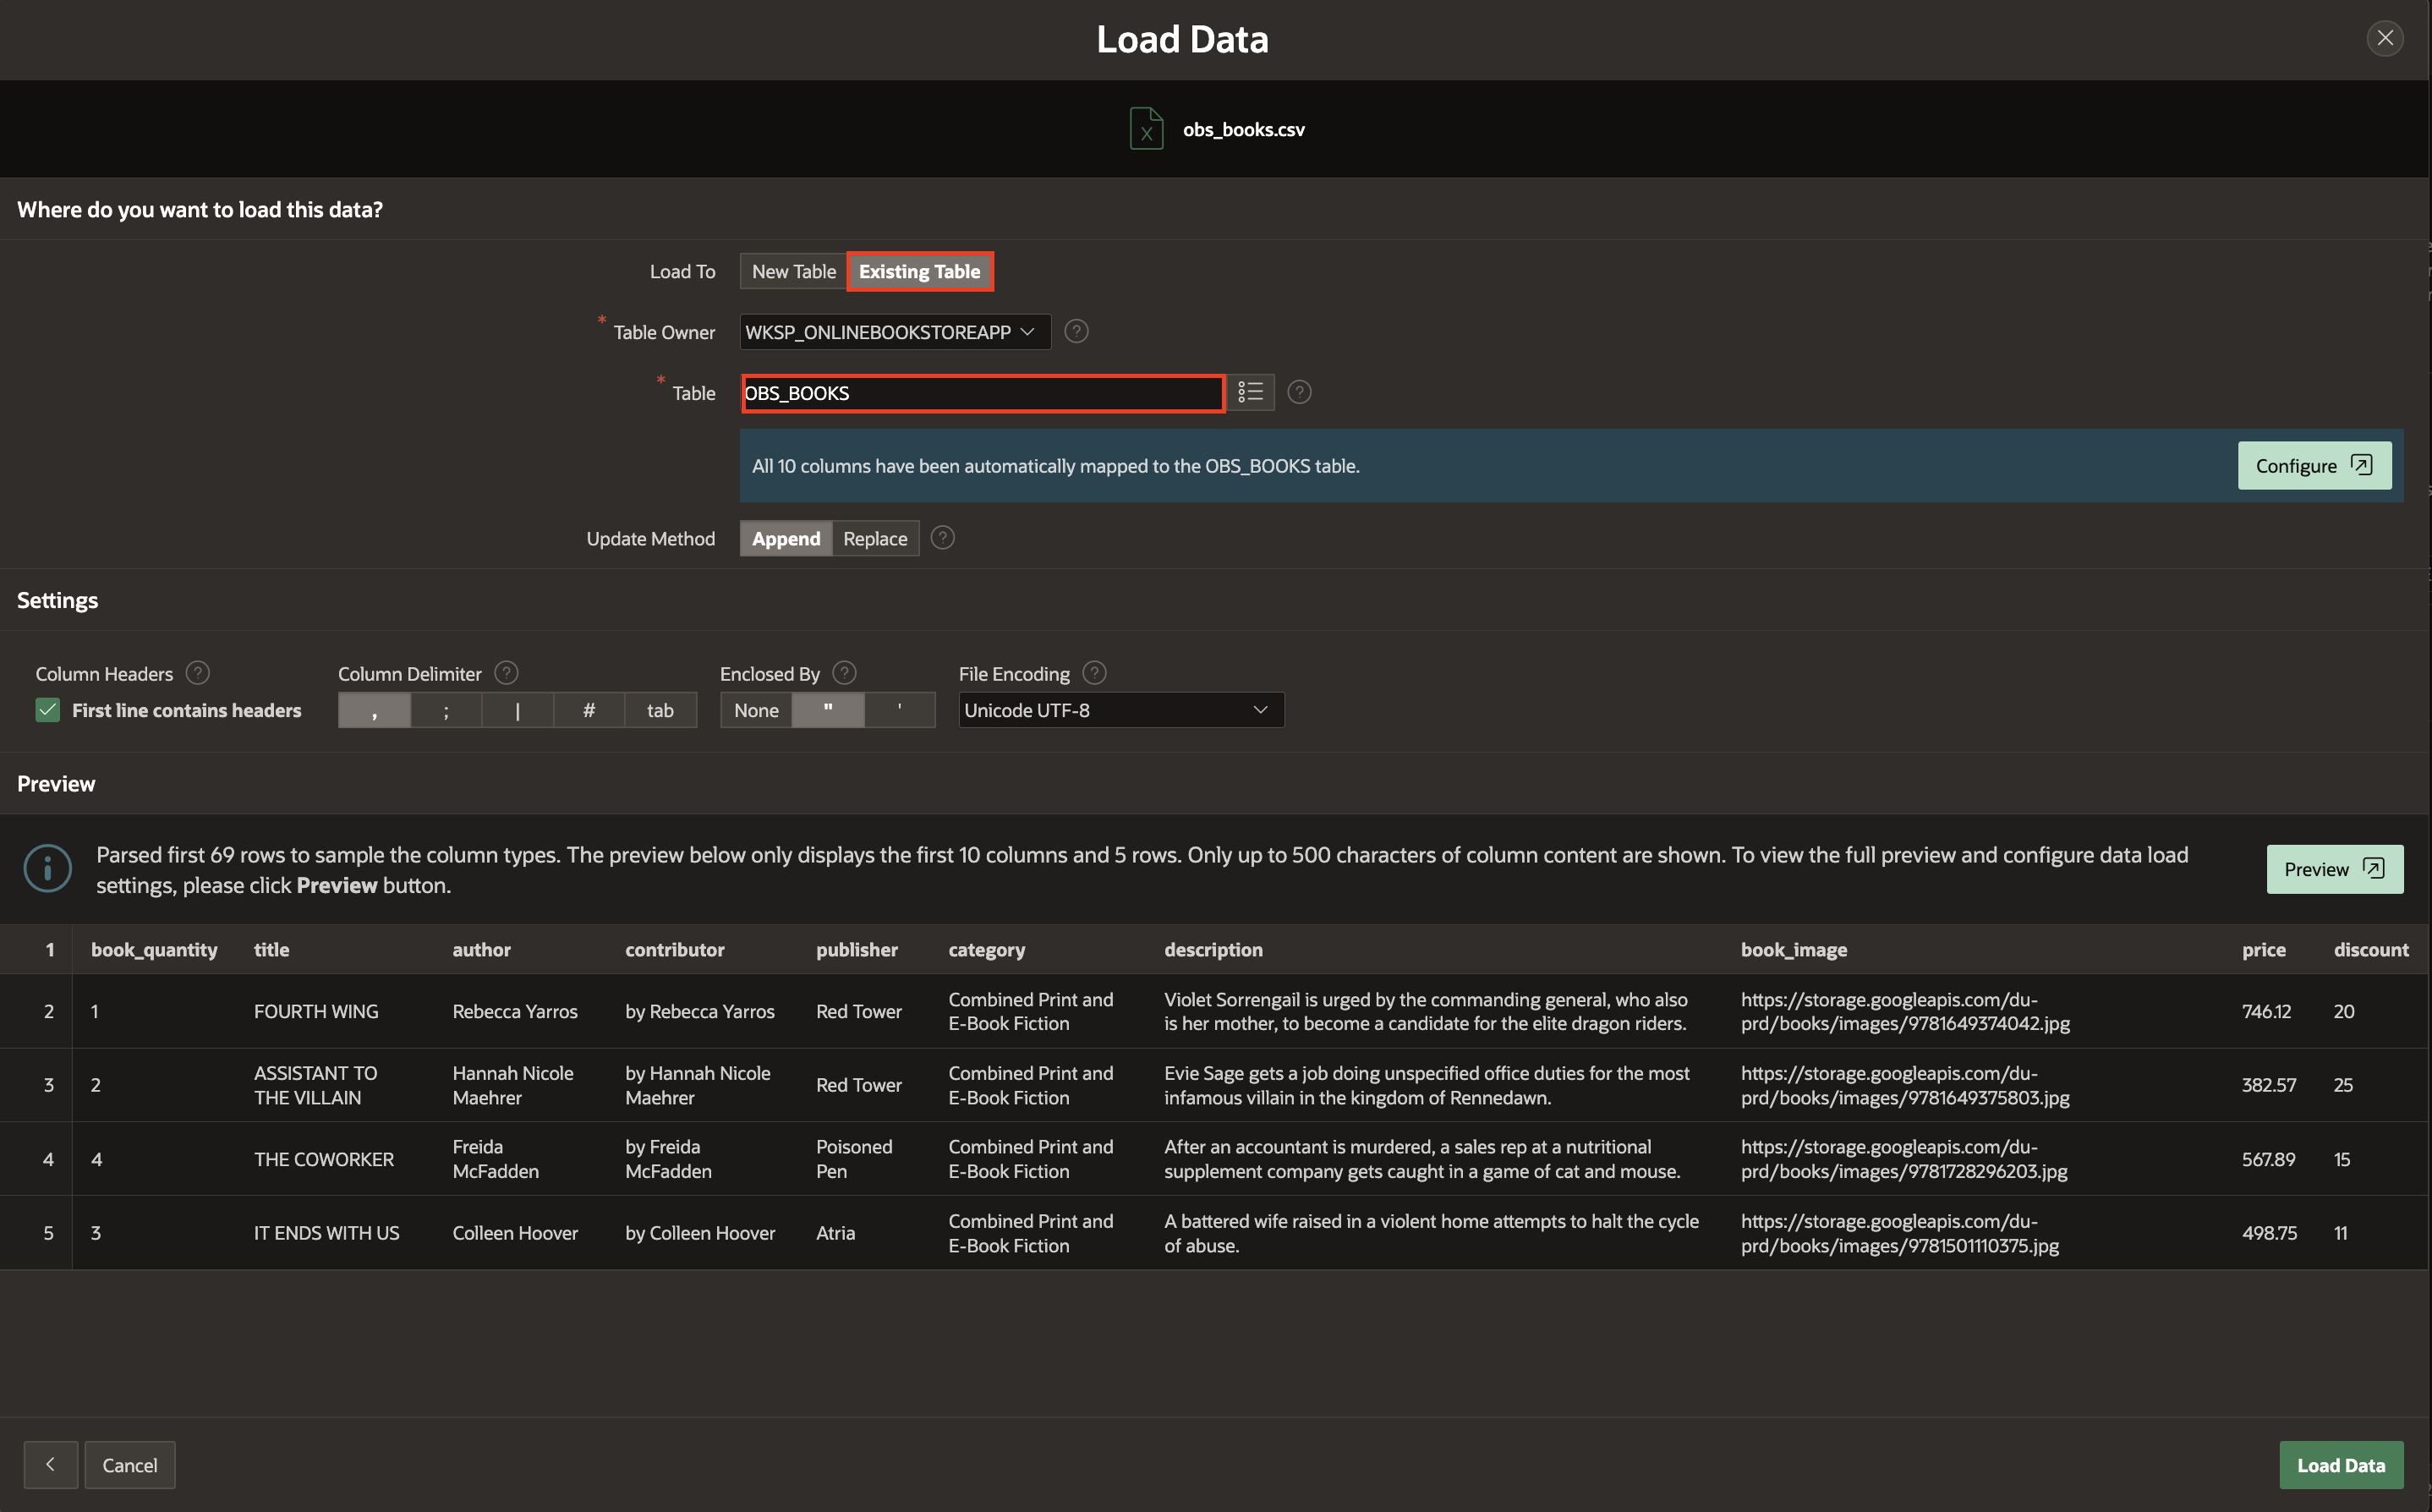 Load Data
X
obs_books.csv
Where do you want to load this data?
Load To New Table Existing Table
* Table Owner WKSP_ONLINEBOOKSTOREAPP ?
* Table OBS_BOOKS ?
All 10 columns have been automatically mapped to the OBS_BOOKS table. Configure
Update Method Append Replace ?
Settings
Column Headers ? Column Delimiter ? Enclosed By ? File Encoding ?
First line contains headers , ; | # tab None " ' Unicode UTF-8
Preview
Parsed first 69 rows to sample the column types. The preview below only displays the first 10 columns and 5 rows. Only up to 500 characters of column content are shown. To view the full preview and configure data load
settings, please click Preview button.
Preview
1 book_quantity title author contributor publisher category description book_image price discount
2 1 FOURTH WING Rebecca Yarros by Rebecca Yarros Red Tower Combined Print and E-Book Fiction Violet Sorrengail is urged by the commanding general, who also is her mother, to become a candidate for the elite dragon riders. https://storage.googleapis.com/du-prd/books/images/9781649374042.jpg 746.12 20
3 2 ASSISTANT TO THE VILLAIN Hannah Nicole Maehrer by Hannah Nicole Maehrer Red Tower Combined Print and E-Book Fiction Evie Sage gets a job doing unspecified office duties for the most infamous villain in the kingdom of Rennedawn. https://storage.googleapis.com/du-prd/books/images/9781649375803.jpg 382.57 25
4 4 THE COWORKER Freida McFadden by Freida McFadden Poisoned Pen Combined Print and E-Book Fiction After an accountant is murdered, a sales rep at a nutritional supplement company gets caught in a game of cat and mouse. https://storage.googleapis.com/du-prd/books/images/9781728296203.jpg 567.89 15
5 3 IT ENDS WITH US Colleen Hoover by Colleen Hoover Atria Combined Print and E-Book Fiction A battered wife raised in a violent home attempts to halt the cycle of abuse. https://storage.googleapis.com/du-prd/books/images/9781501110375.jpg 498.75 11
Cancel
Load Data